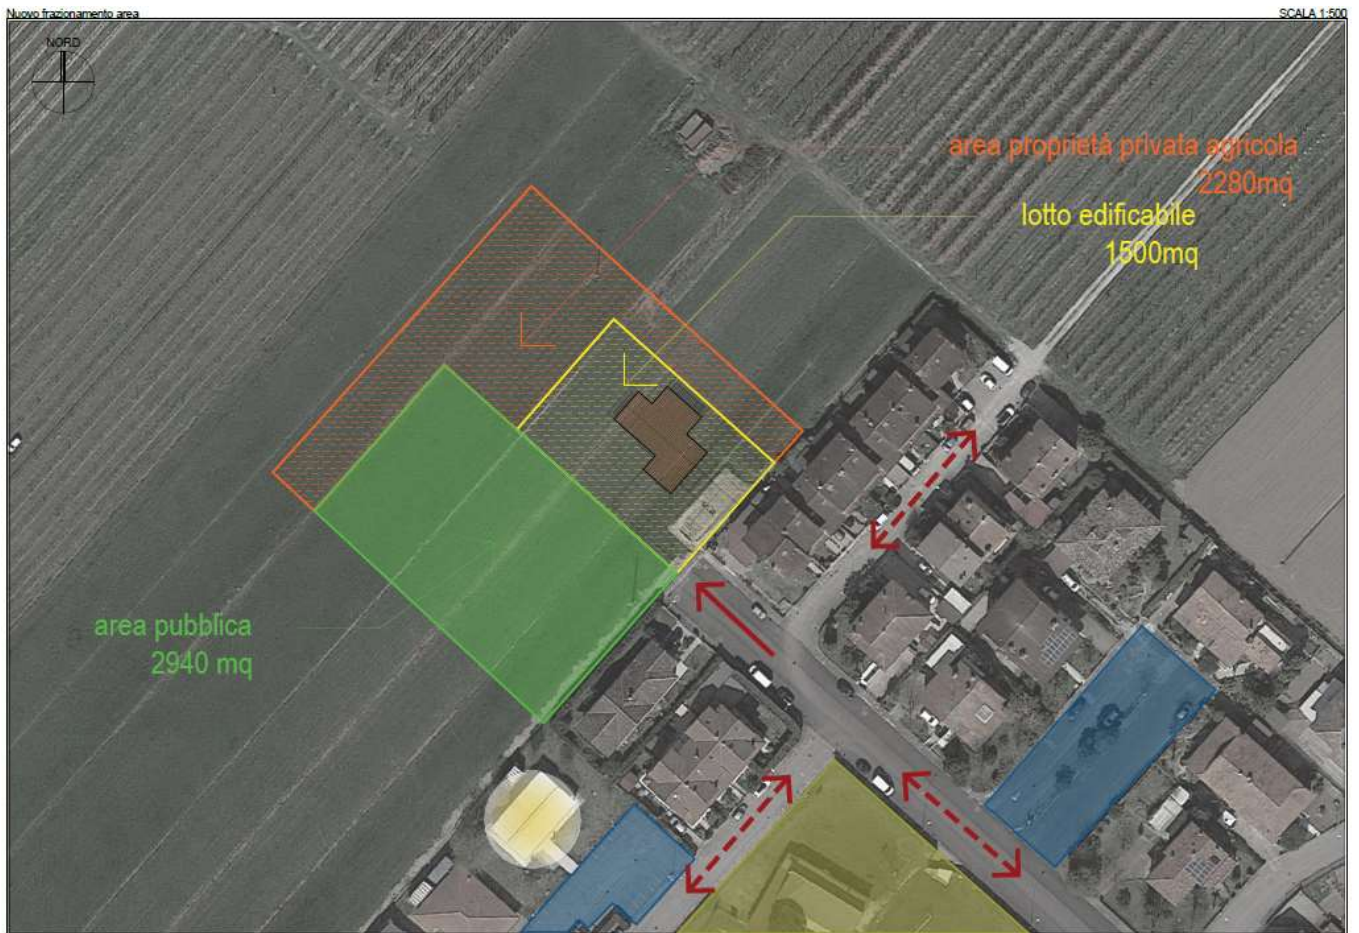 Nuovo frazionamento area
SCALA 1:500
NORD
area proprietà privata agricola
2280mq
lotto edificabile
1500mq
area pubblica
2940 mq